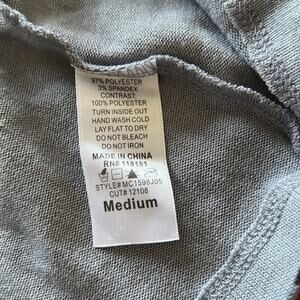 97% POLYESTER
3% SPANDEX
CONTRAST:
100% POLYESTER
TURN INSIDE OUT
HAND WASH COLD
LAY FLAT TO DRY
DO NOT BLEACH
DO NOT IRON
MADE IN CHINA
RN# 118181
STYLE# MC1598J05
CUT# 12108
Medium